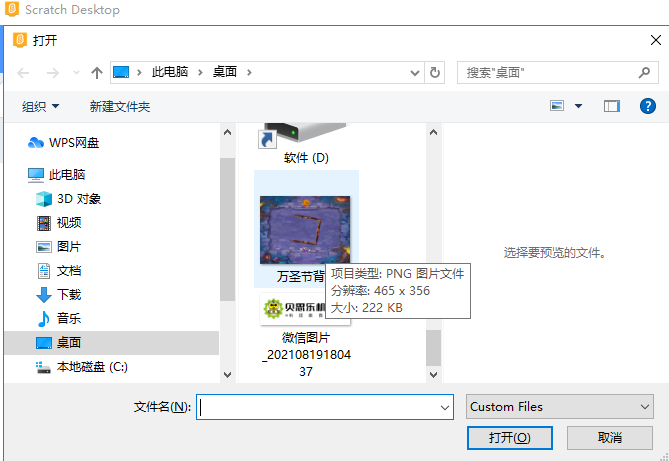 Scratch Desktop
打开
此电脑 › 桌面 ›
搜索"桌面"
组织
新建文件夹
WPS网盘
此电脑
3D 对象
视频
图片
文档
下载
音乐
桌面
本地磁盘 (C:)
软件 (D)
万圣节背
项目类型: PNG 图片文件
分辨率: 465 x 356
大小: 222 KB
贝思乐机
微信图片
_202108191804
37
选择要预览的文件。
文件名(N):
Custom Files
打开(O)
取消